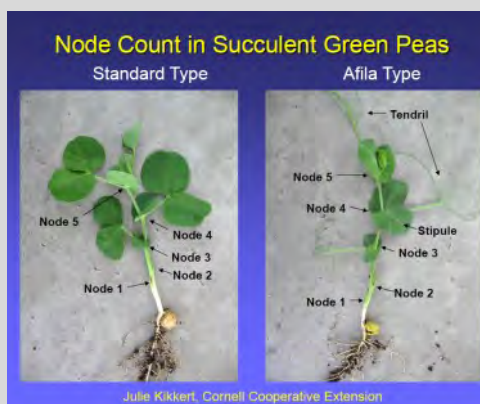 Node Count in Succulent Green Peas
Standard Type
Afila Type
Node 5
Node 4
Node 3
Node 2
Node 1
Tendril
Node 5
Node 4
Stipule
Node 3
Node 2
Node 1
Julie Kikkert, Cornell Cooperative Extension